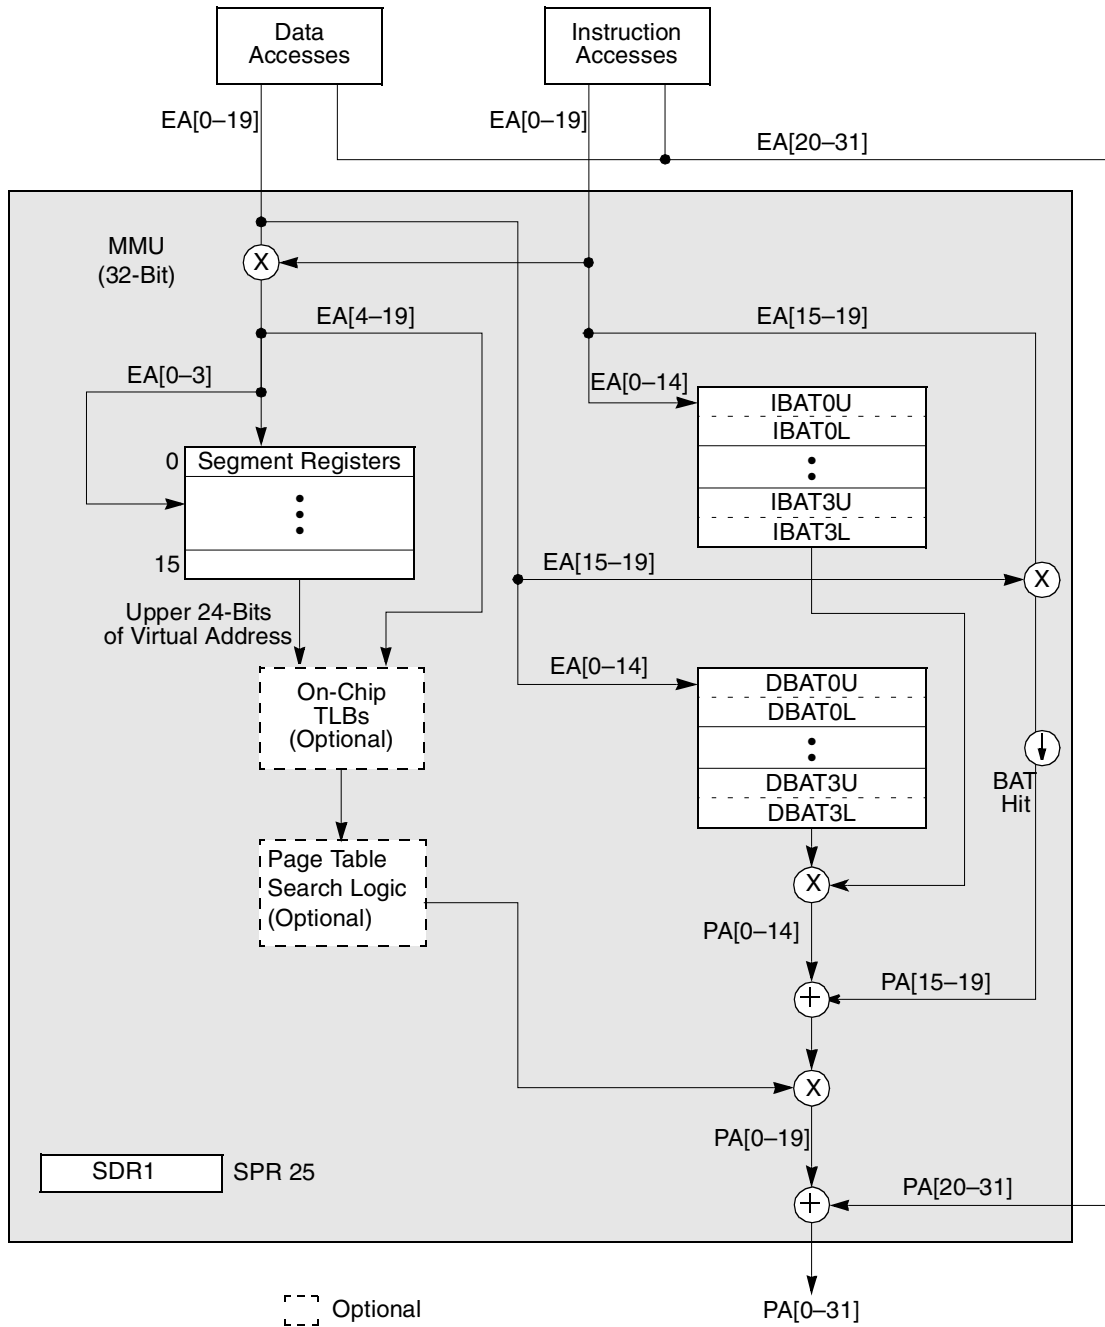 Data
Accesses
Instruction
Accesses
EA[0–19]
EA[0–19]
EA[20–31]
MMU
(32-Bit)
X
EA[4–19]
EA[15–19]
EA[0–3]
EA[0–14]
0
Segment Registers
15
IBAT0U
IBAT0L
IBAT3U
IBAT3L
EA[15–19]
X
Upper 24-Bits
of Virtual Address
EA[0–14]
On-Chip
TLBs
(Optional)
DBAT0U
DBAT0L
DBAT3U
DBAT3L
BAT
Hit
Page Table
Search Logic
(Optional)
X
PA[0–14]
+
PA[15–19]
X
PA[0–19]
SDR1
SPR 25
+
PA[20–31]
Optional
PA[0–31]